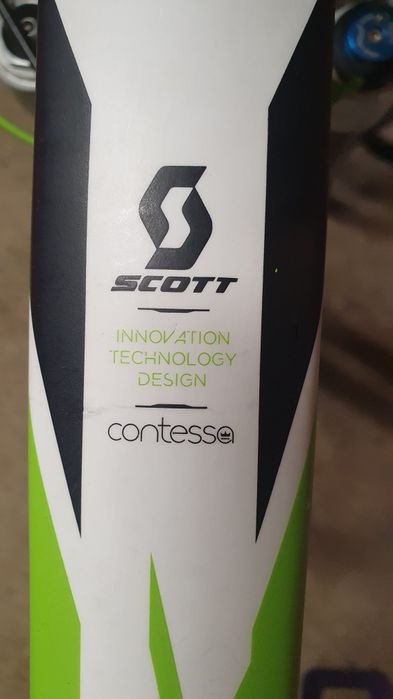 SCOTT
INNOVATION
TECHNOLOGY
DESIGN
contessa